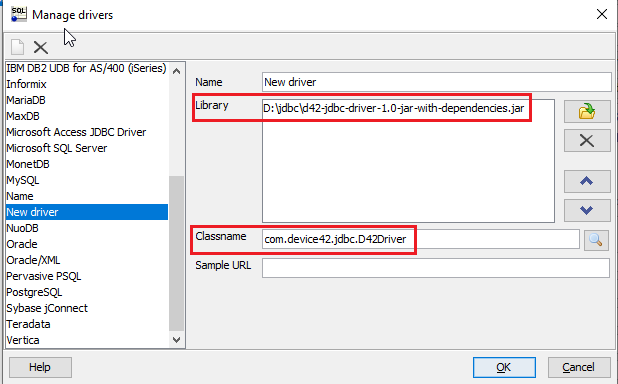 SQL
Manage drivers
IBM DB2 UDB for AS/400 (iSeries)
Informix
MariaDB
MaxDB
Microsoft Access JDBC Driver
Microsoft SQL Server
MonetDB
MySQL
Name
New driver
NuoDB
Oracle
Oracle/XML
Pervasive PSQL
PostgreSQL
Sybase jConnect
Teradata
Vertica
Name New driver
Library D:\jdbc\d42-jdbc-driver-1.0-jar-with-dependencies.jar
Classname com.device42.jdbc.D42Driver
Sample URL
Help OK Cancel